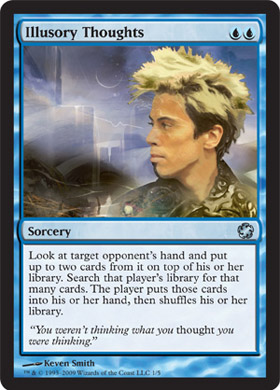 Illusory Thoughts
Sorcery
Look at target opponent's hand and put
up to two cards from it on top of his or her
library. Search that player's library for that
many cards. The player puts those cards
into his or her hand, then shuffles his or her
library.
"You weren't thinking what you thought you
were thinking."
Keven Smith
™ & © 1993–2009 Wizards of the Coast LLC 1/5